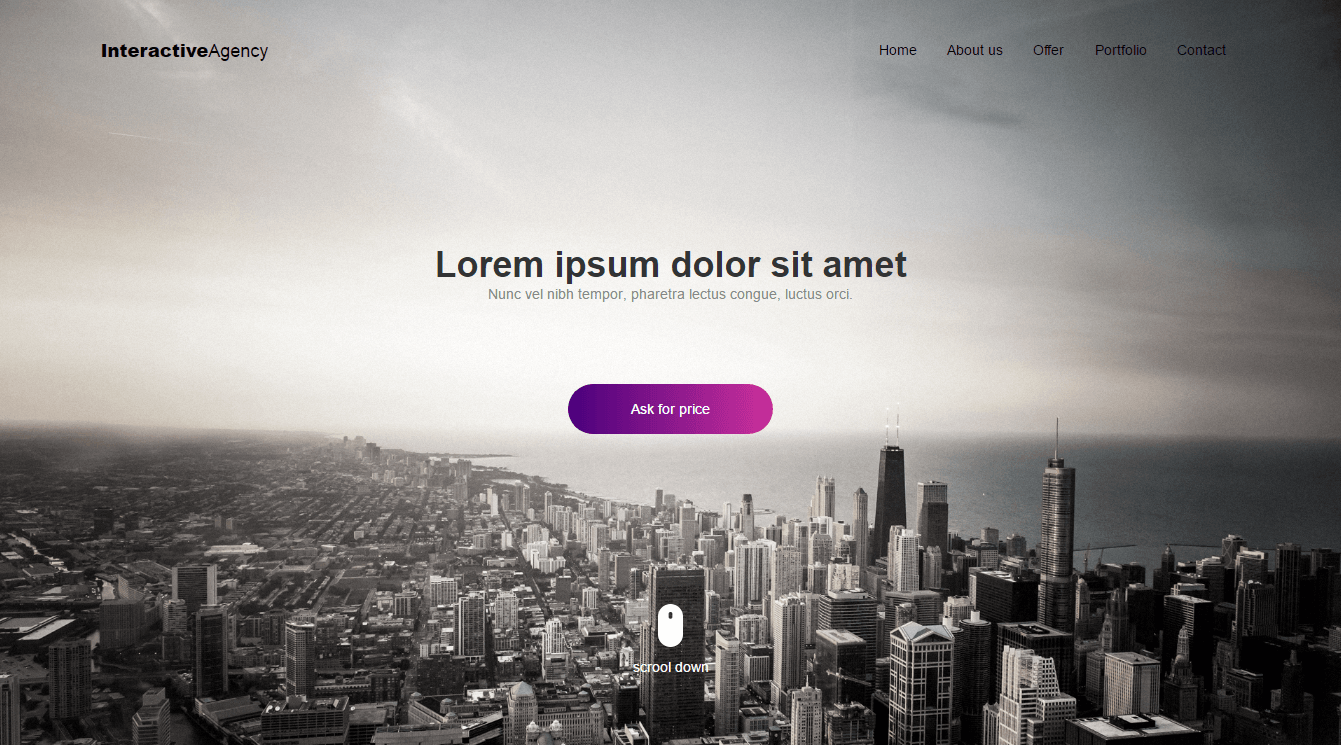 InteractiveAgency
Home About us Offer Portfolio Contact
Lorem ipsum dolor sit amet
Nunc vel nibh tempor, pharetra lectus congue, luctus orci.
Ask for price
scrool down